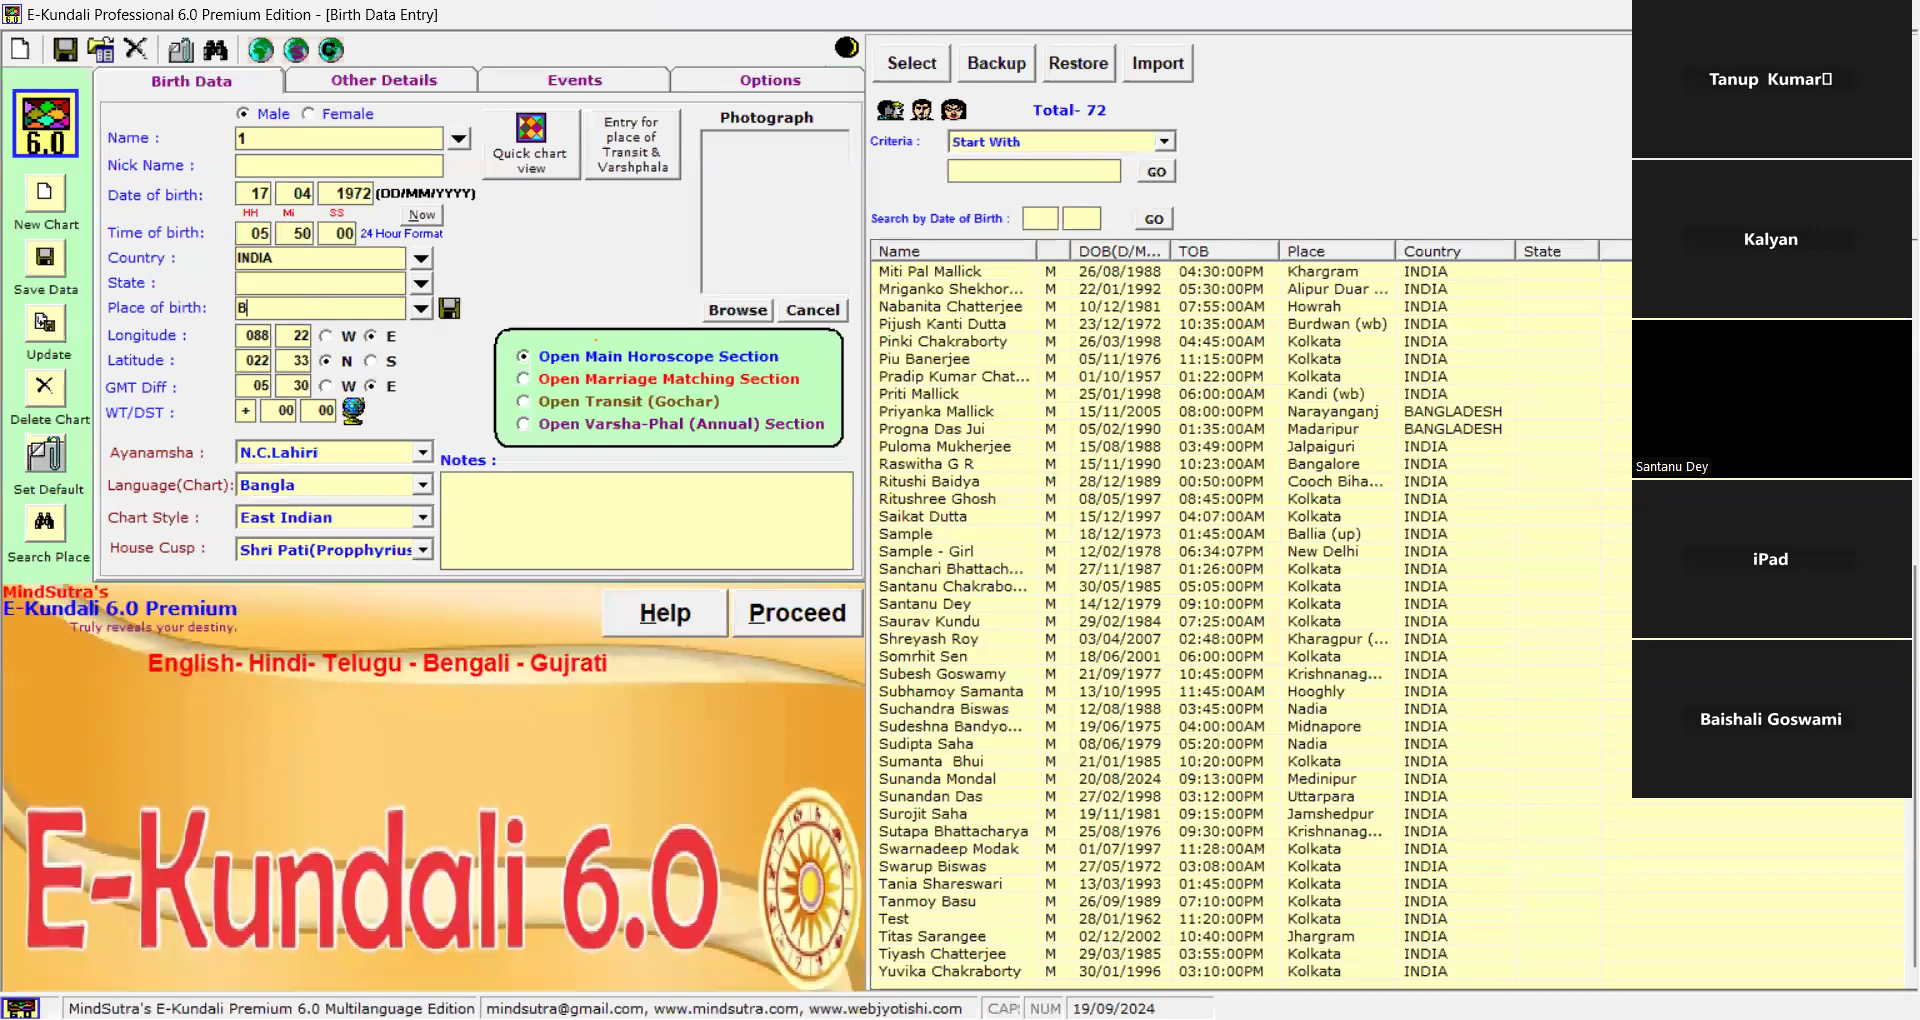 E-Kundali Professional 6.0 Premium Edition - [Birth Data Entry]
Birth Data
Other Details
Events
Options
6.0
New Chart
Save Data
Update
Delete Chart
Set Default
Search Place
Male Female
Name : 1
Nick Name :
Date of birth: 17 04 1972 (DD/MM/YYYY)
HH Mi SS Now
Time of birth: 05 50 00 24 Hour Format
Country : INDIA
State :
Place of birth: B
Longitude : 088 22 W E
Latitude : 022 33 N S
GMT Diff : 05 30 W E
WT/DST : + 00 00
Ayanamsha : N.C.Lahiri
Language(Chart): Bangla
Chart Style : East Indian
House Cusp : Shri Pati(Propphyrius
Quick chart
view
Entry for
place of
Transit &
Varshphala
Photograph
Browse Cancel
Open Main Horoscope Section
Open Marriage Matching Section
Open Transit (Gochar)
Open Varsha-Phal (Annual) Section
Notes :
MindSutra's
E-Kundali 6.0 Premium
Truly reveals your destiny.
Help Proceed
English- Hindi- Telugu - Bengali - Gujrati
E-Kundali 6.0
Select Backup Restore Import
Total- 72
Criteria : Start With
GO
Search by Date of Birth : GO
Name DOB(D/M... TOB Place Country State
Miti Pal Mallick M 26/08/1988 04:30:00PM Khargram INDIA
Mriganko Shekhor... M 22/01/1992 05:30:00PM Alipur Duar ... INDIA
Nabanita Chatterjee M 10/12/1981 07:55:00AM Howrah INDIA
Pijush Kanti Dutta M 23/12/1972 10:35:00AM Burdwan (wb) INDIA
Pinki Chakraborty M 26/03/1998 04:45:00AM Kolkata INDIA
Piu Banerjee M 05/11/1976 11:15:00PM Kolkata INDIA
Pradip Kumar Chat... M 01/10/1957 01:22:00PM Kolkata INDIA
Priti Mallick M 25/01/1998 06:00:00AM Kandi (wb) INDIA
Priyanka Mallick M 15/11/2005 08:00:00PM Narayanganj BANGLADESH
Progna Das Jui M 05/02/1990 01:35:00AM Madaripur BANGLADESH
Puloma Mukherjee M 15/08/1988 03:49:00PM Jalpaiguri INDIA
Raswitha G R M 15/11/1990 10:23:00AM Bangalore INDIA
Ritushi Baidya M 28/12/1989 00:50:00PM Cooch Biha... INDIA
Ritushree Ghosh M 08/05/1997 08:45:00PM Kolkata INDIA
Saikat Dutta M 15/12/1997 04:07:00AM Kolkata INDIA
Sample M 18/12/1973 01:45:00AM Ballia (up) INDIA
Sample - Girl M 12/02/1978 06:34:07PM New Delhi INDIA
Sanchari Bhattach... M 27/11/1987 01:26:00PM Kolkata INDIA
Santanu Chakrabo... M 30/05/1985 05:05:00PM Kolkata INDIA
Santanu Dey M 14/12/1979 09:10:00PM Kolkata INDIA
Saurav Kundu M 29/02/1984 07:25:00AM Kolkata INDIA
Shreyash Roy M 03/04/2007 02:48:00PM Kharagpur (... INDIA
Somrhit Sen M 18/06/2001 06:00:00PM Kolkata INDIA
Subesh Goswamy M 21/09/1977 10:45:00PM Krishnanag... INDIA
Subhamoy Samanta M 13/10/1995 11:45:00AM Hooghly INDIA
Suchandra Biswas M 12/08/1988 03:45:00PM Nadia INDIA
Sudeshna Bandyo... M 19/06/1975 04:00:00AM Midnapore INDIA
Sudipta Saha M 08/06/1979 05:20:00PM Nadia INDIA
Sumanta Bhui M 21/01/1985 10:20:00PM Kolkata INDIA
Sunanda Mondal M 20/08/2024 09:13:00PM Medinipur INDIA
Sunandan Das M 27/02/1998 03:12:00PM Uttarpara INDIA
Surojit Saha M 19/11/1981 09:15:00PM Jamshedpur INDIA
Sutapa Bhattacharya M 25/08/1976 09:30:00PM Krishnanag... INDIA
Swarnadeep Modak M 01/07/1997 11:28:00AM Kolkata INDIA
Swarup Biswas M 27/05/1972 03:08:00AM Kolkata INDIA
Tania Shareswari M 13/03/1993 01:45:00PM Kolkata INDIA
Tanmoy Basu M 26/09/1989 07:10:00PM Kolkata INDIA
Test M 28/01/1962 11:20:00PM Kolkata INDIA
Titas Sarangee M 02/12/2002 10:40:00PM Jhargram INDIA
Tiyash Chatterjee M 29/03/1985 03:55:00PM Kolkata INDIA
Yuvika Chakraborty M 30/01/1996 03:10:00PM Kolkata INDIA
Tanup Kumar
Kalyan
Santanu Dey
iPad
Baishali Goswami
MindSutra's E-Kundali Premium 6.0 Multilanguage Edition mindsutra@gmail.com, www.mindsutra.com, www.webjyotishi.com CAP NUM 19/09/2024